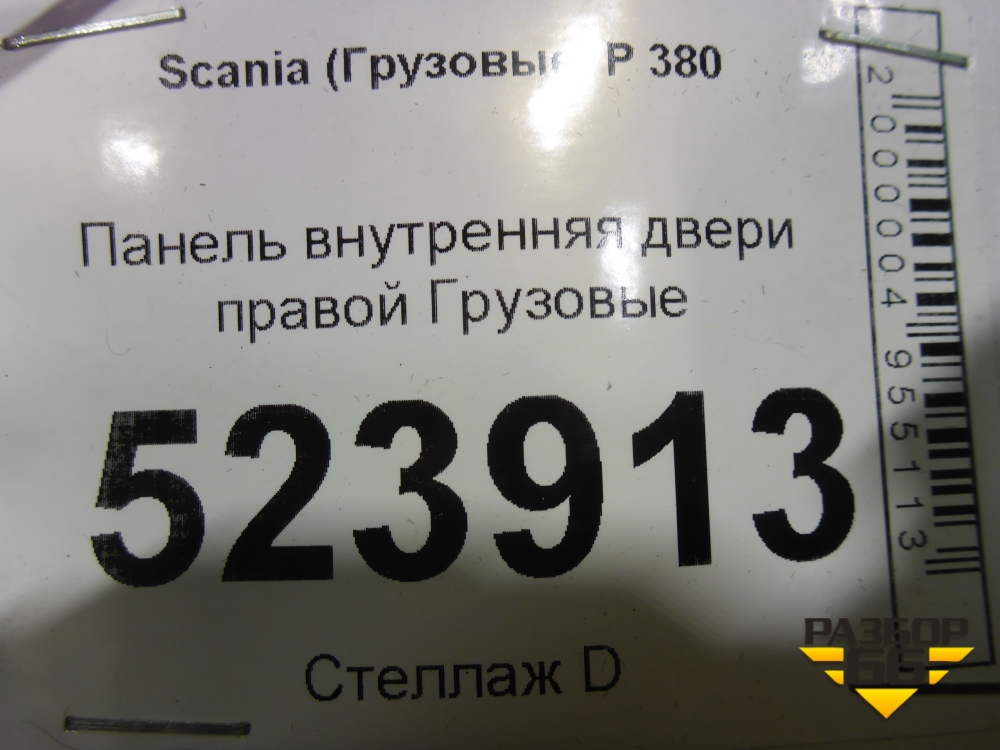 Scania (Грузовые P 380
Панель внутренняя двери
правой Грузовые
523913
Стеллаж D
2000004955113
РАЗБОР
66